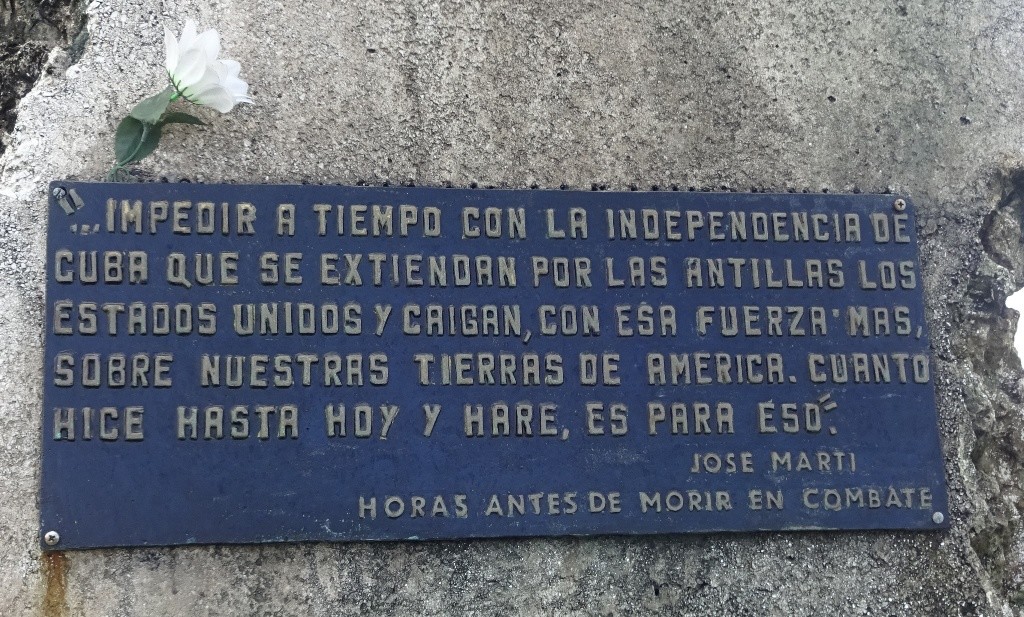 "...IMPEDIR A TIEMPO CON LA INDEPENDENCIA DE
CUBA QUE SE EXTIENDAN POR LAS ANTILLAS LOS
ESTADOS UNIDOS Y CAIGAN, CON ESA FUERZA MAS,
SOBRE NUESTRAS TIERRAS DE AMERICA. CUANTO
HICE HASTA HOY Y HARE, ES PARA ESO".
JOSE MARTI
HORAS ANTES DE MORIR EN COMBATE